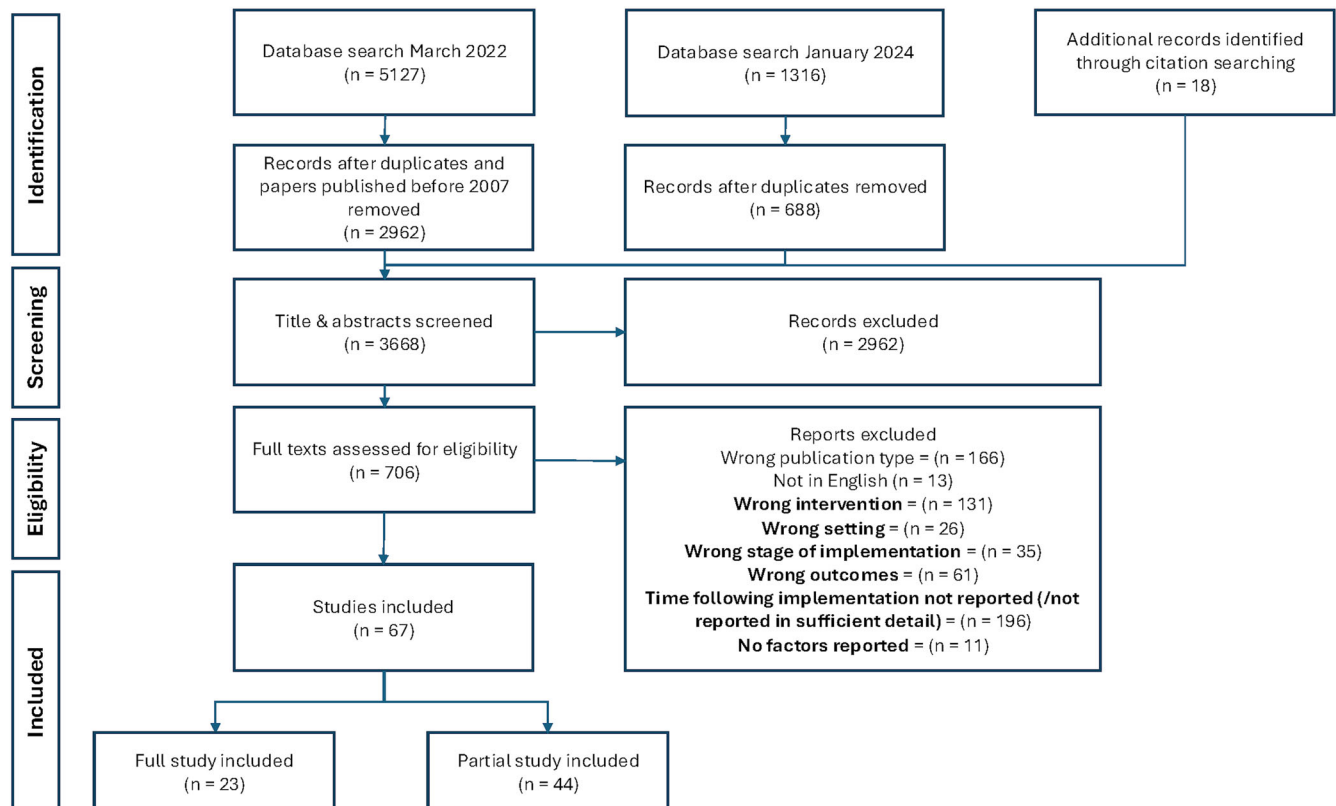 Identification
Database search March 2022
(n = 5127)
Database search January 2024
(n = 1316)
Additional records identified
through citation searching
(n = 18)
Records after duplicates and
papers published before 2007
removed
(n = 2962)
Records after duplicates removed
(n = 688)
Screening
Title & abstracts screened
(n = 3668)
Records excluded
(n = 2962)
Eligibility
Full texts assessed for eligibility
(n = 706)
Reports excluded
Wrong publication type = (n = 166)
Not in English (n = 13)
Wrong intervention = (n = 131)
Wrong setting = (n = 26)
Wrong stage of implementation = (n = 35)
Wrong outcomes = (n = 61)
Time following implementation not reported (/not
reported in sufficient detail) = (n = 196)
No factors reported = (n = 11)
Included
Studies included
(n = 67)
Full study included
(n = 23)
Partial study included
(n = 44)